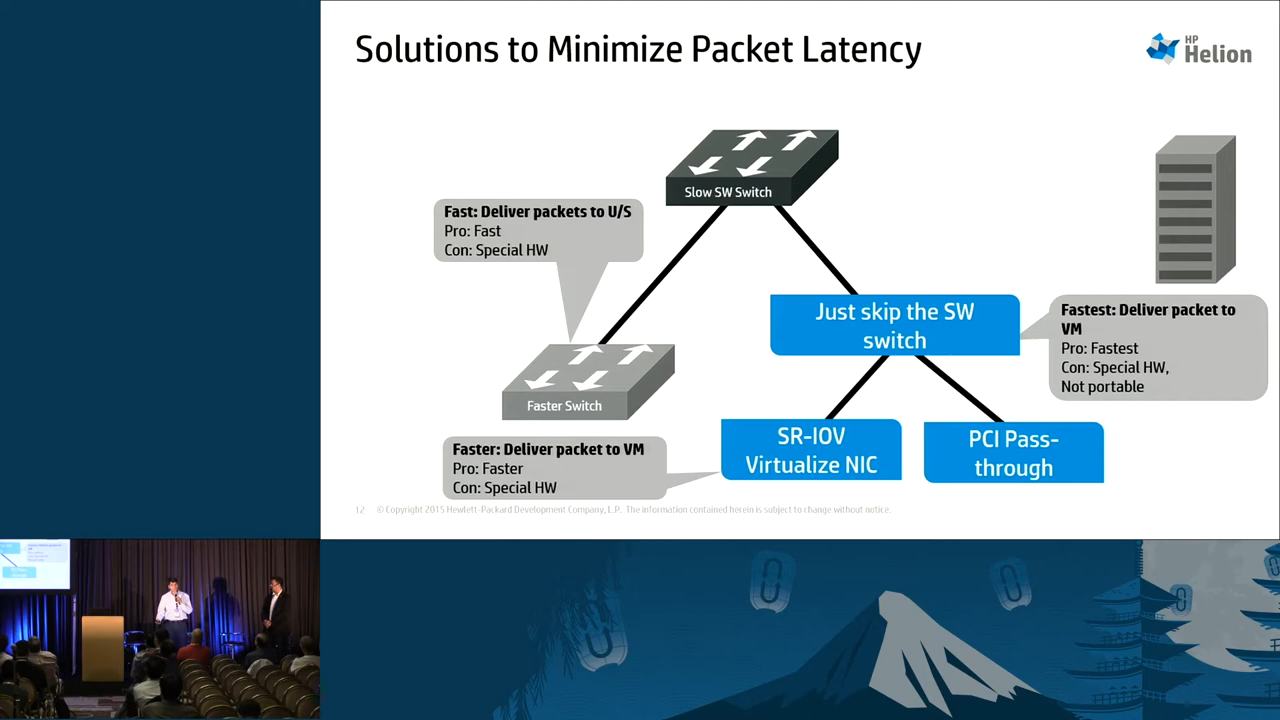 Solutions to Minimize Packet Latency
HP
Helion
Slow SW Switch
Fast: Deliver packets to U/S
Pro: Fast
Con: Special HW
Just skip the SW
switch
Fastest: Deliver packet to
VM
Pro: Fastest
Con: Special HW,
Not portable
Faster Switch
Faster: Deliver packet to VM
Pro: Faster
Con: Special HW
SR-IOV
Virtualize NIC
PCI Pass-
through
12 © Copyright 2015 Hewlett-Packard Development Company, L.P. The information contained herein is subject to change without notice.